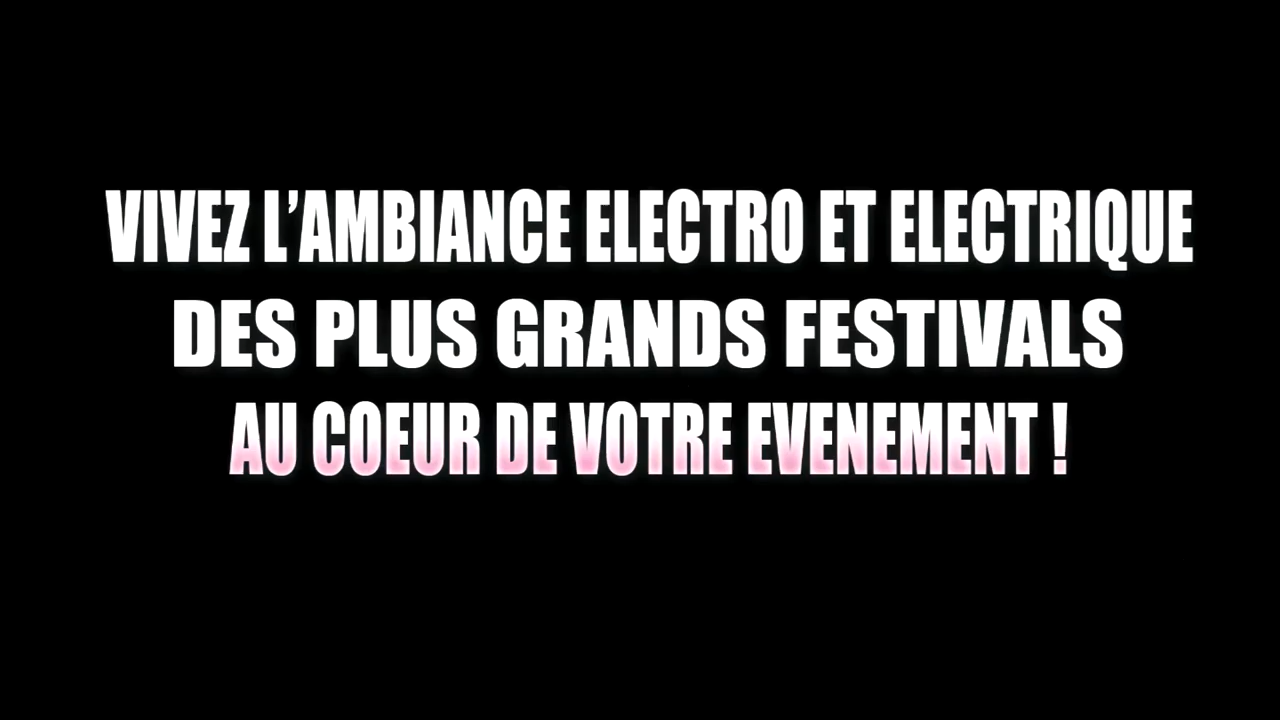 VIVEZ L’AMBIANCE ELECTRO ET ELECTRIQUE
DES PLUS GRANDS FESTIVALS
AU COEUR DE VOTRE EVENEMENT !